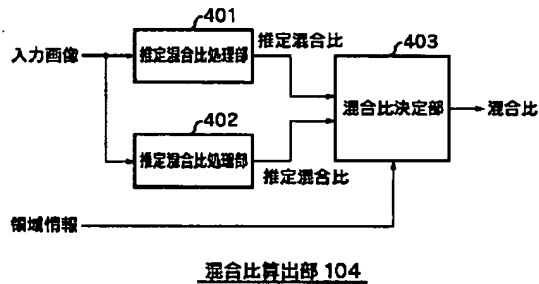 401
推定混合比処理部
推定混合比
入力画像
403
混合比決定部
混合比
402
推定混合比処理部
推定混合比
領域情報
混合比算出部 104